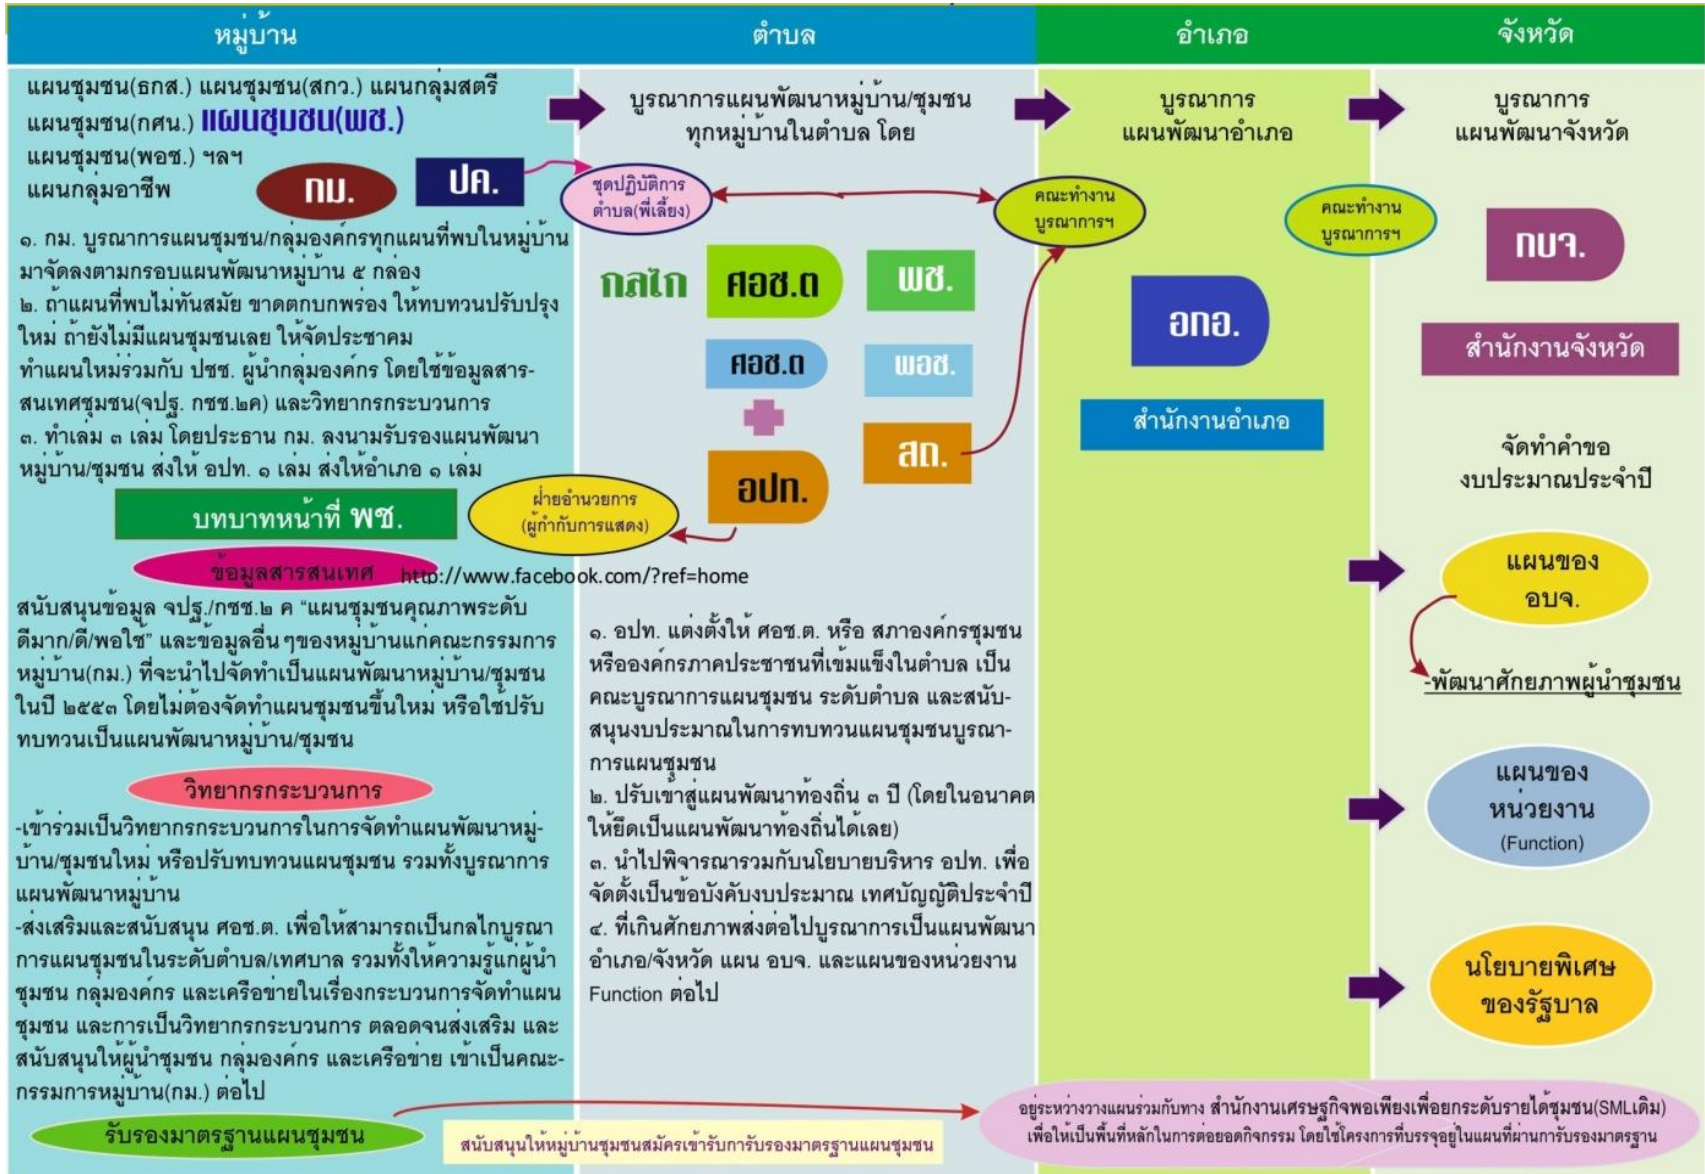 หมู่บ้าน
ตำบล
อำเภอ
จังหวัด
แผนชุมชน(ธกส.) แผนชุมชน(สกว.) แผนกลุ่มสตรี
แผนชุมชน(กศน.) แผนชุมชน(พช.)
แผนชุมชน(พอช.) ฯลฯ
แผนกลุ่มอาชีพ
กม.
ปค.
๑. กม. บูรณาการแผนชุมชน/กลุ่มองค์กรทุกแผนที่พบในหมู่บ้าน
มาจัดลงตามกรอบแผนพัฒนาหมู่บ้าน ๕ กล่อง
๒. ถ้าแผนที่พบไม่ทันสมัย ขาดตกบกพร่อง ให้ทบทวนปรับปรุง
ใหม่ ถ้ายังไม่มีแผนชุมชนเลย ให้จัดประชาคม
ทำแผนใหม่ร่วมกับ ปชช. ผู้นำกลุ่มองค์กร โดยใช้ข้อมูลสาร-
สนเทศชุมชน(จปฐ. กชช.๒ค) และวิทยากรกระบวนการ
๓. ทำเล่ม ๓ เล่ม โดยประธาน กม. ลงนามรับรองแผนพัฒนา
หมู่บ้าน/ชุมชน ส่งให้ อปท. ๑ เล่ม ส่งให้อำเภอ ๑ เล่ม
บทบาทหน้าที่ พช.
ข้อมูลสารสนเทศ
http://www.facebook.com/?ref=home
สนับสนุนข้อมูล จปฐ./กชช.๒ ค “แผนชุมชนคุณภาพระดับ
ดีมาก/ดี/พอใช้” และข้อมูลอื่น ๆของหมู่บ้านแก่คณะกรรมการ
หมู่บ้าน(กม.) ที่จะนำไปจัดทำเป็นแผนพัฒนาหมู่บ้าน/ชุมชน
ในปี ๒๕๕๓ โดยไม่ต้องจัดทำแผนชุมชนขึ้นใหม่ หรือใช้ปรับ
ทบทวนเป็นแผนพัฒนาหมู่บ้าน/ชุมชน
วิทยากรกระบวนการ
-เข้าร่วมเป็นวิทยากรกระบวนการในการจัดทำแผนพัฒนาหมู่-
บ้าน/ชุมชนใหม่ หรือปรับทบทวนแผนชุมชน รวมทั้งบูรณาการ
แผนพัฒนาหมู่บ้าน
-ส่งเสริมและสนับสนุน ศอช.ต. เพื่อให้สามารถเป็นกลไกบูรณา
การแผนชุมชนในระดับตำบล/เทศบาล รวมทั้งให้ความรู้แก่ผู้นำ
ชุมชน กลุ่มองค์กร และเครือข่ายในเรื่องกระบวนการจัดทำแผน
ชุมชน และการเป็นวิทยากรกระบวนการ ตลอดจนส่งเสริม และ
สนับสนุนให้ผู้นำชุมชน กลุ่มองค์กร และเครือข่าย เข้าเป็นคณะ-
กรรมการหมู่บ้าน(กม.) ต่อไป
รับรองมาตรฐานแผนชุมชน
สนับสนุนให้หมู่บ้านชุมชนสมัครเข้ารับการับรองมาตรฐานแผนชุมชน
บูรณาการแผนพัฒนาหมู่บ้าน/ชุมชน
ทุกหมู่บ้านในตำบล โดย
ชุดปฏิบัติการ
ตำบล(พี่เลี้ยง)
กลไก
ศอช.ต
พช.
ศอช.ต
พอช.
อปท.
สถ.
ฝ่ายอำนวยการ
(ผู้กำกับการแสดง)
๑. อปท. แต่งตั้งให้ ศอช.ต. หรือ สภาองค์กรชุมชน
หรือองค์กรภาคประชาชนที่เข้มแข็งในตำบล เป็น
คณะบูรณาการแผนชุมชน ระดับตำบล และสนับ-
สนุนงบประมาณในการทบทวนแผนชุมชนบูรณา-
การแผนชุมชน
๒. ปรับเข้าสู่แผนพัฒนาท้องถิ่น ๓ ปี (โดยในอนาคต
ให้ยึดเป็นแผนพัฒนาท้องถิ่นได้เลย)
๓. นำไปพิจารณารวมกับนโยบายบริหาร อปท. เพื่อ
จัดตั้งเป็นข้อบังคับงบประมาณ เทศบัญญัติประจำปี
๔. ที่เกินศักยภาพส่งต่อไปบูรณาการเป็นแผนพัฒนา
อำเภอ/จังหวัด แผน อบจ. และแผนของหน่วยงาน
Function ต่อไป
บูรณาการ
แผนพัฒนาอำเภอ
คณะทำงาน
บูรณาการฯ
อกอ.
สำนักงานอำเภอ
บูรณาการ
แผนพัฒนาจังหวัด
คณะทำงาน
บูรณาการฯ
กบจ.
สำนักงานจังหวัด
จัดทำคำขอ
งบประมาณประจำปี
แผนของ
อบจ.
-พัฒนาศักยภาพผู้นำชุมชน
แผนของ
หน่วยงาน
(Function)
นโยบายพิเศษ
ของรัฐบาล
อยู่ระหว่างวางแผนร่วมกับทาง สำนักงานเศรษฐกิจพอเพียงเพื่อยกระดับรายได้ชุมชน(SMLเดิม)
เพื่อให้เป็นพื้นที่หลักในการต่อยอดกิจกรรม โดยใช้โครงการที่บรรจุอยู่ในแผนที่ผ่านการับรองมาตรฐาน